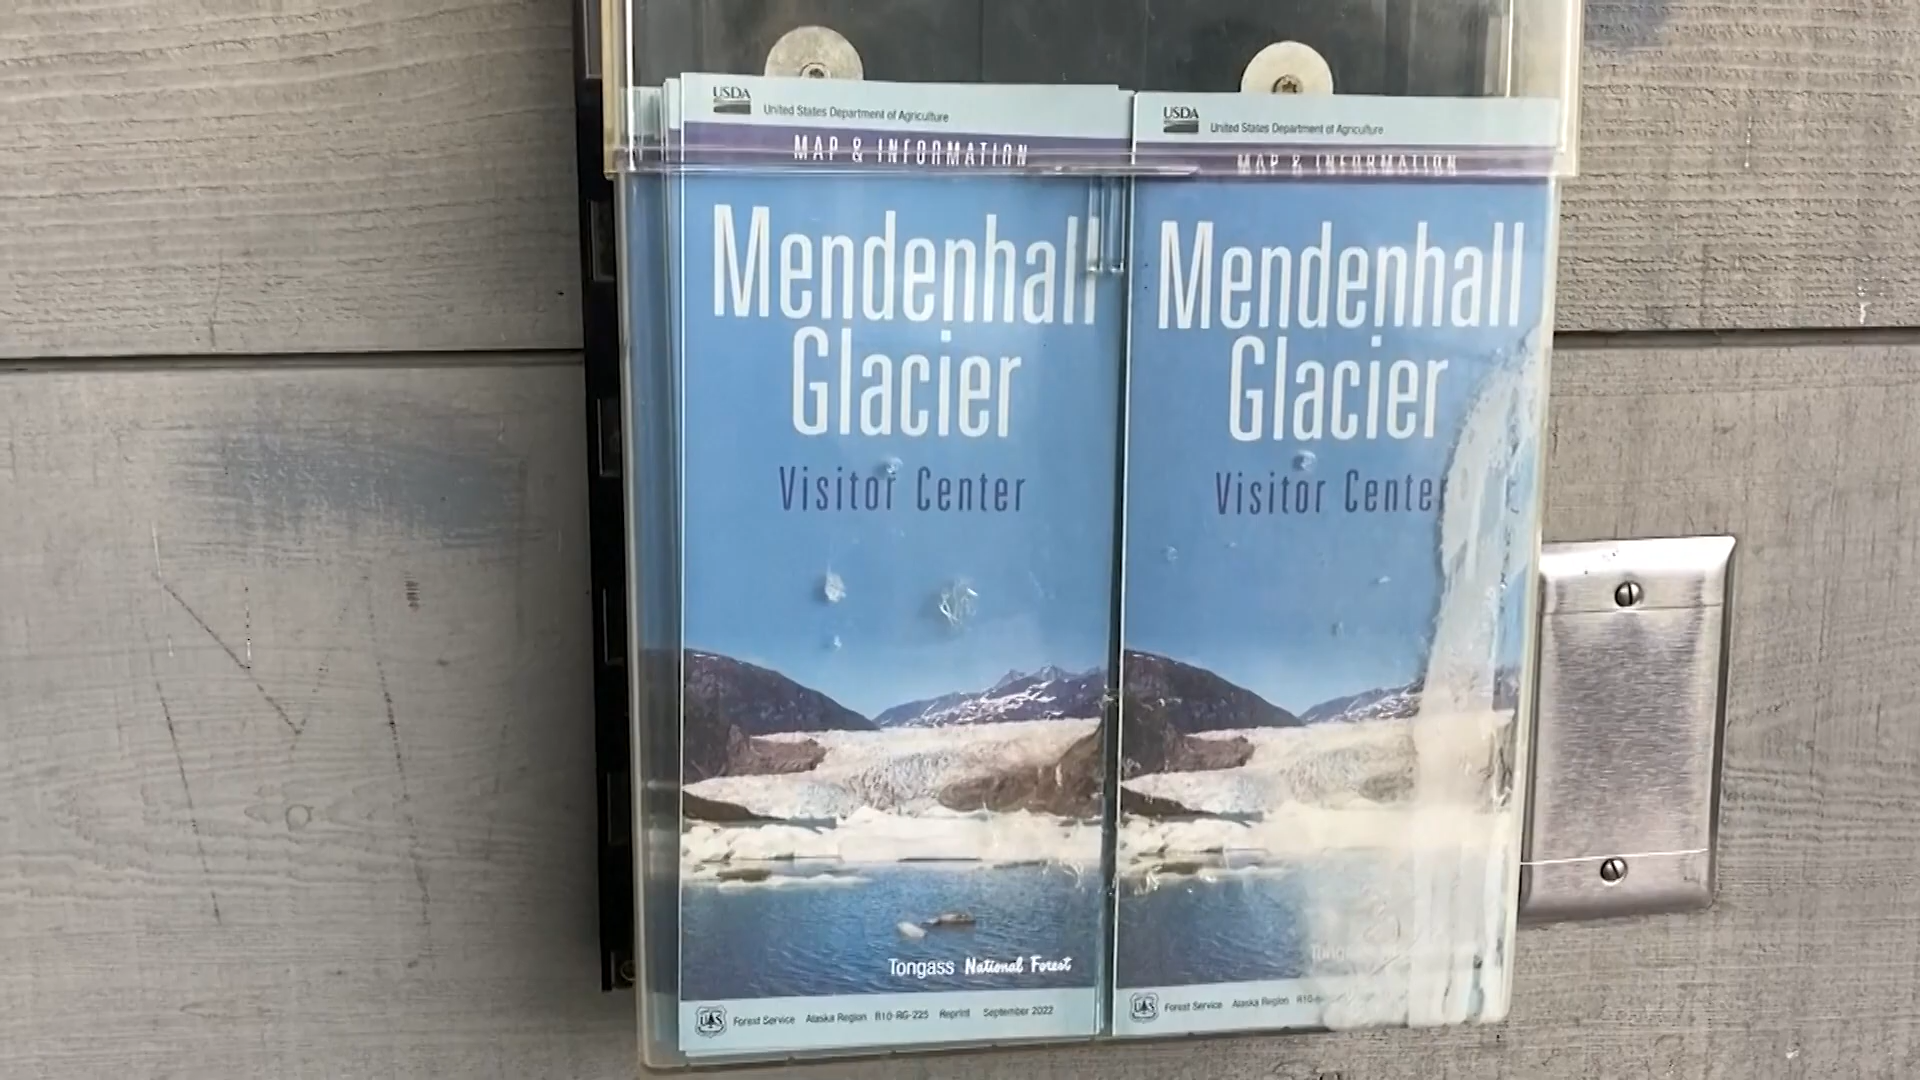 USDA
United States Department of Agriculture
MAP & INFORMATION
Mendenhall
Glacier
Visitor Center
Tongass National Forest
Forest Service Alaska Region R10-RG-225 Reprint September 2022
USDA
United States Department of Agriculture
MAP & INFORMATION
Mendenhall
Glacier
Visitor Center
Forest Service Alaska Region